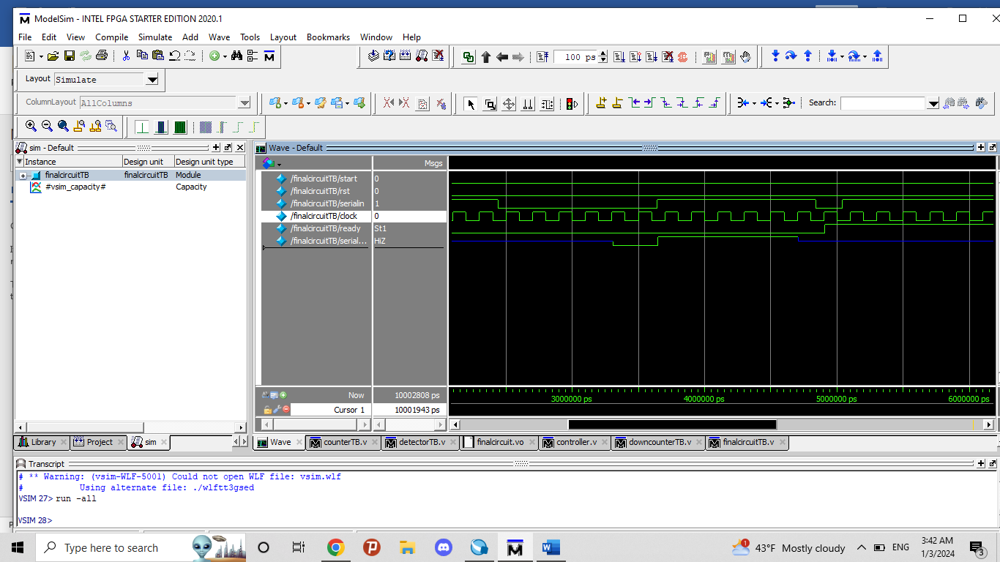 ModelSim - INTEL FPGA STARTER EDITION 2020.1
File Edit View Compile Simulate Add Wave Tools Layout Bookmarks Window Help
100 ps
Layout Simulate
ColumnLayout AllColumns
Search:
sim - Default
Instance Design unit Design unit type
finalcircuitTB finalcircuitTB Module
#vsim_capacity# Capacity
Wave - Default
Msgs
/finalcircuitTB/start 0
/finalcircuitTB/rst 0
/finalcircuitTB/serialin 1
/finalcircuitTB/clock 0
/finalcircuitTB/ready St1
/finalcircuitTB/serial... HiZ
Now 10002808 ps
Cursor 1 10001943 ps
3000000 ps 4000000 ps 5000000 ps 6000000 ps
Library Project sim
Wave counterTB.v detectorTB.v finalcircuit.vo controller.v downcounterTB.v finalcircuitTB.v
Transcript
# ** Warning: (vsim-WLF-5001) Could not open WLF file: vsim.wlf
# Using alternate file: ./wlftt3gsed
VSIM 27> run -all
VSIM 28>
Type here to search
43°F Mostly cloudy
ENG
3:42 AM
1/3/2024
3